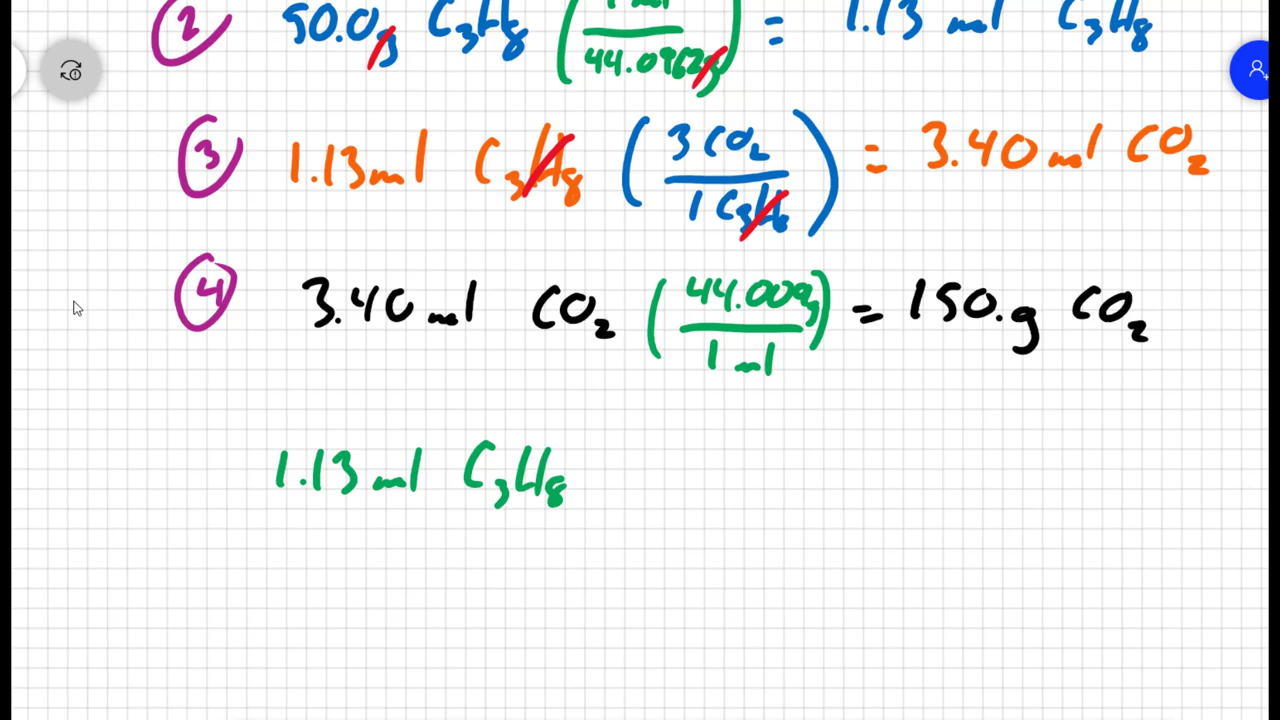 ② 50.0g C₃H₈ (1 mol / 44.0962g) = 1.13 mol C₃H₈
③ 1.13 mol C₃H₈ (3 CO₂ / 1 C₃H₈) = 3.40 mol CO₂
④ 3.40 mol CO₂ (44.009g / 1 mol) = 150. g CO₂
1.13 mol C₃H₈